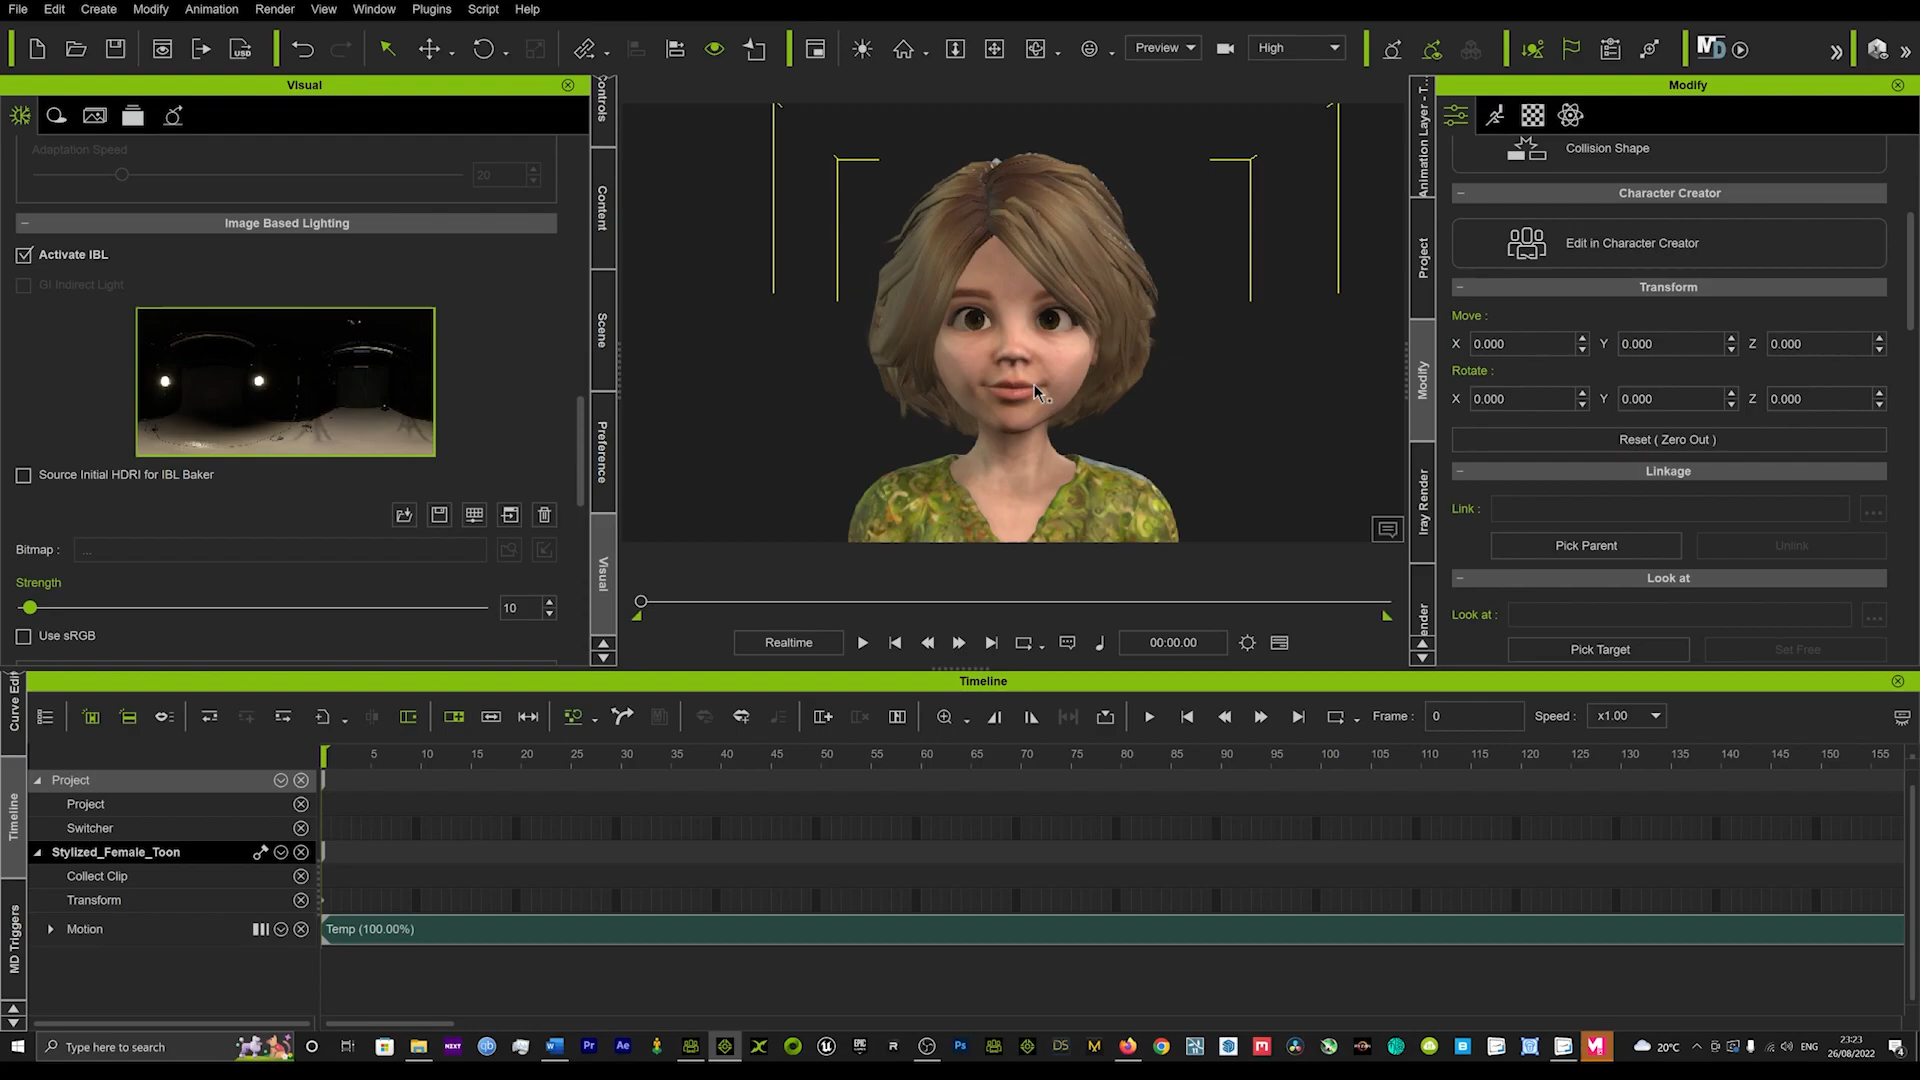 File Edit Create Modify Animation Render View Window Plugins Script Help
USD
Preview
High
Visual
Modify
Adaptation Speed
20
Image Based Lighting
Activate IBL
GI Indirect Light
Source Initial HDRI for IBL Baker
Bitmap : ...
Strength
10
Use sRGB
Controls
Content
Scene
Preference
Visual
Animation Layer - T...
Project
Modify
Iray Render
Collision Shape
Character Creator
Edit in Character Creator
Transform
Move :
X 0.000 Y 0.000 Z 0.000
Rotate :
X 0.000 Y 0.000 Z 0.000
Reset ( Zero Out )
Linkage
Link : ...
Pick Parent Unlink
Look at
Look at : ...
Pick Target Set Free
Realtime 00:00.00
Timeline
Frame : 0 Speed : x1.00
5 10 15 20 25 30 35 40 45 50 55 60 65 70 75 80 85 90 95 100 105 110 115 120 125 130 135 140 145 150 155
Curve Edit
Timeline
MD Triggers
Project
Project
Switcher
Stylized_Female_Toon
Collect Clip
Transform
Motion Temp (100.00%)
Type here to search
20°C ENG 23:23
26/08/2022